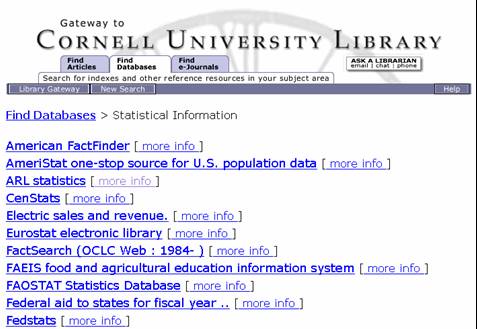 Gateway to
CORNELL UNIVERSITY LIBRARY
Find Articles
Find Databases
Find e-Journals
ASK A LIBRARIAN
email | chat | phone
Search for indexes and other reference resources in your subject area
Library Gateway | New Search | Help
Find Databases > Statistical Information
American FactFinder [ more info ]
AmeriStat one-stop source for U.S. population data [ more info ]
ARL statistics [ more info ]
CenStats [ more info ]
Electric sales and revenue. [ more info ]
Eurostat electronic library [ more info ]
FactSearch (OCLC Web : 1984- ) [ more info ]
FAEIS food and agricultural education information system [ more info ]
FAOSTAT Statistics Database [ more info ]
Federal aid to states for fiscal year .. [ more info ]
Fedstats [ more info ]